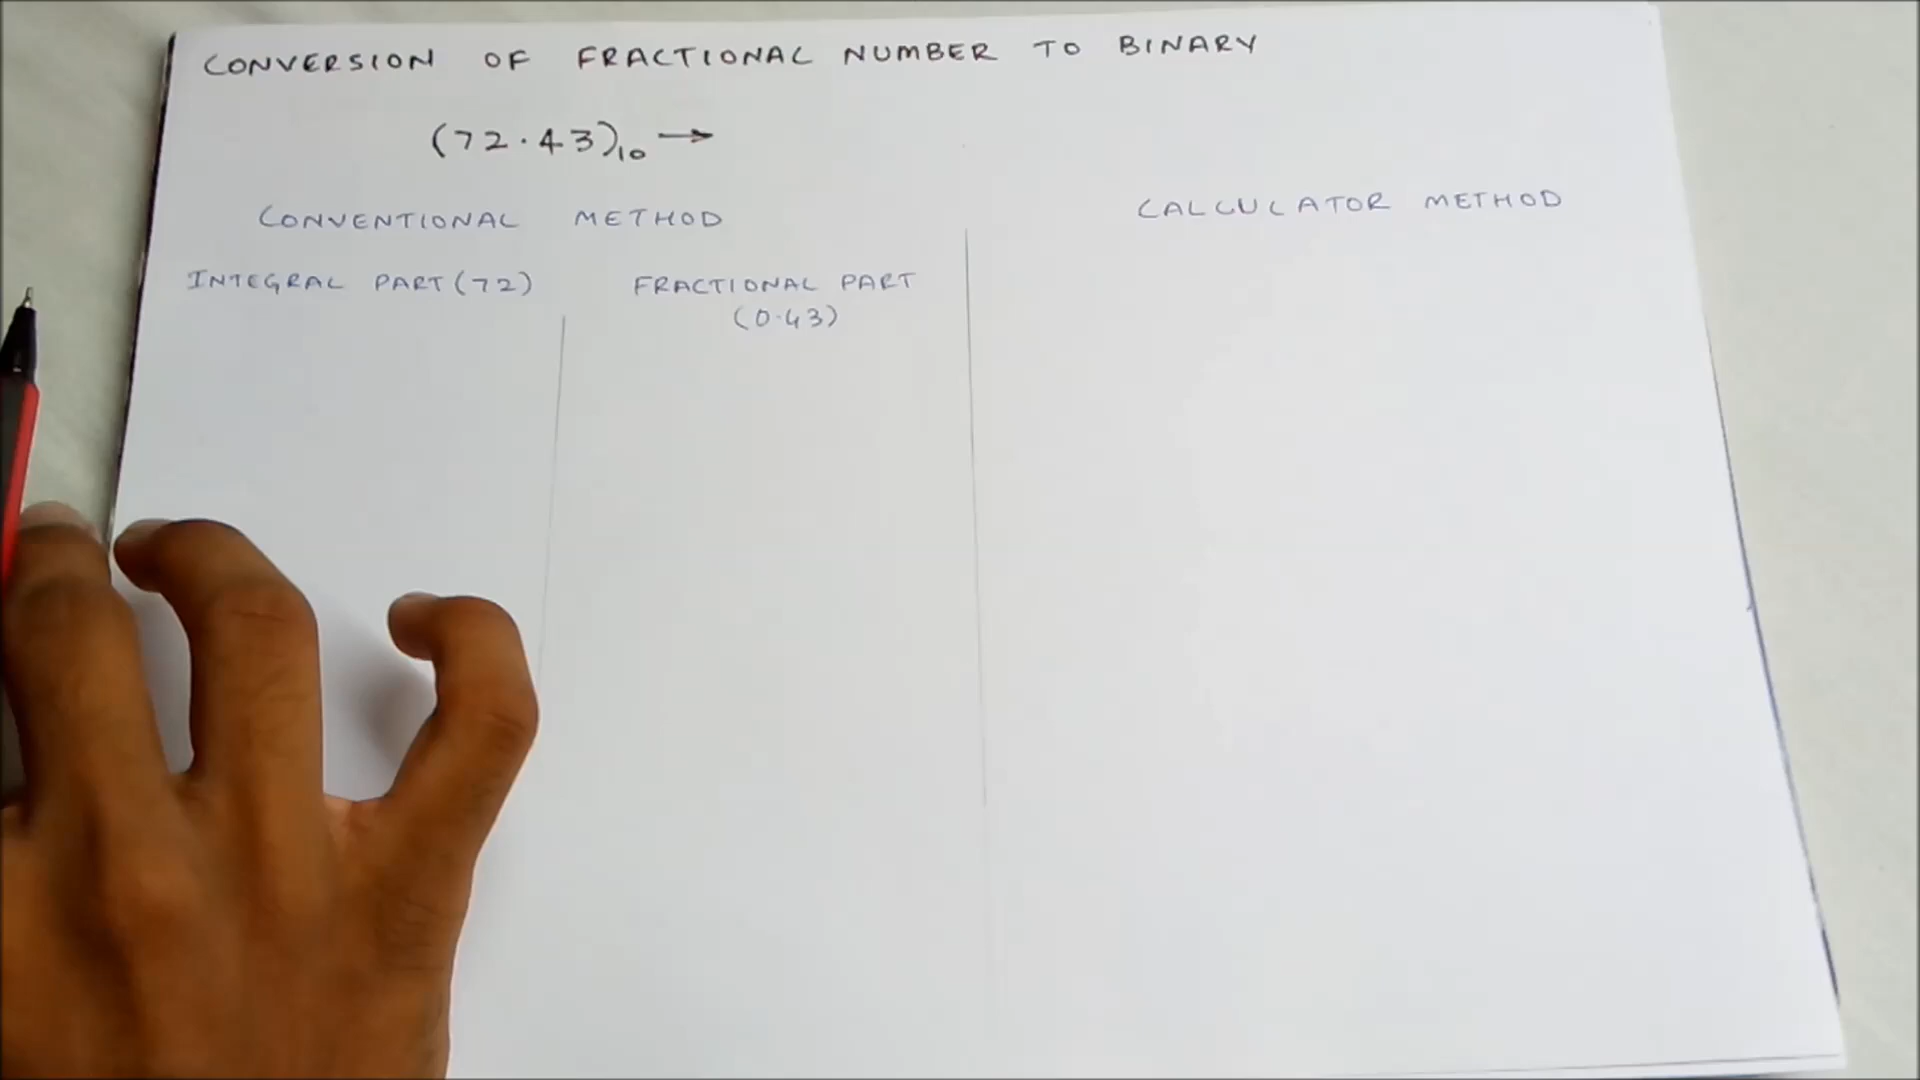 CONVERSION OF FRACTIONAL NUMBER TO BINARY
(72.43)10 →
CONVENTIONAL METHOD
INTEGRAL PART (72)
FRACTIONAL PART
(0.43)
CALCULATOR METHOD